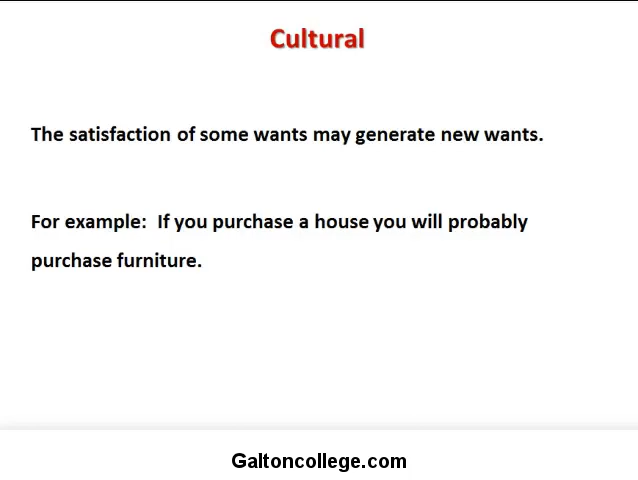 Cultural
The satisfaction of some wants may generate new wants.
For example:  If you purchase a house you will probably
purchase furniture.
Galtoncollege.com